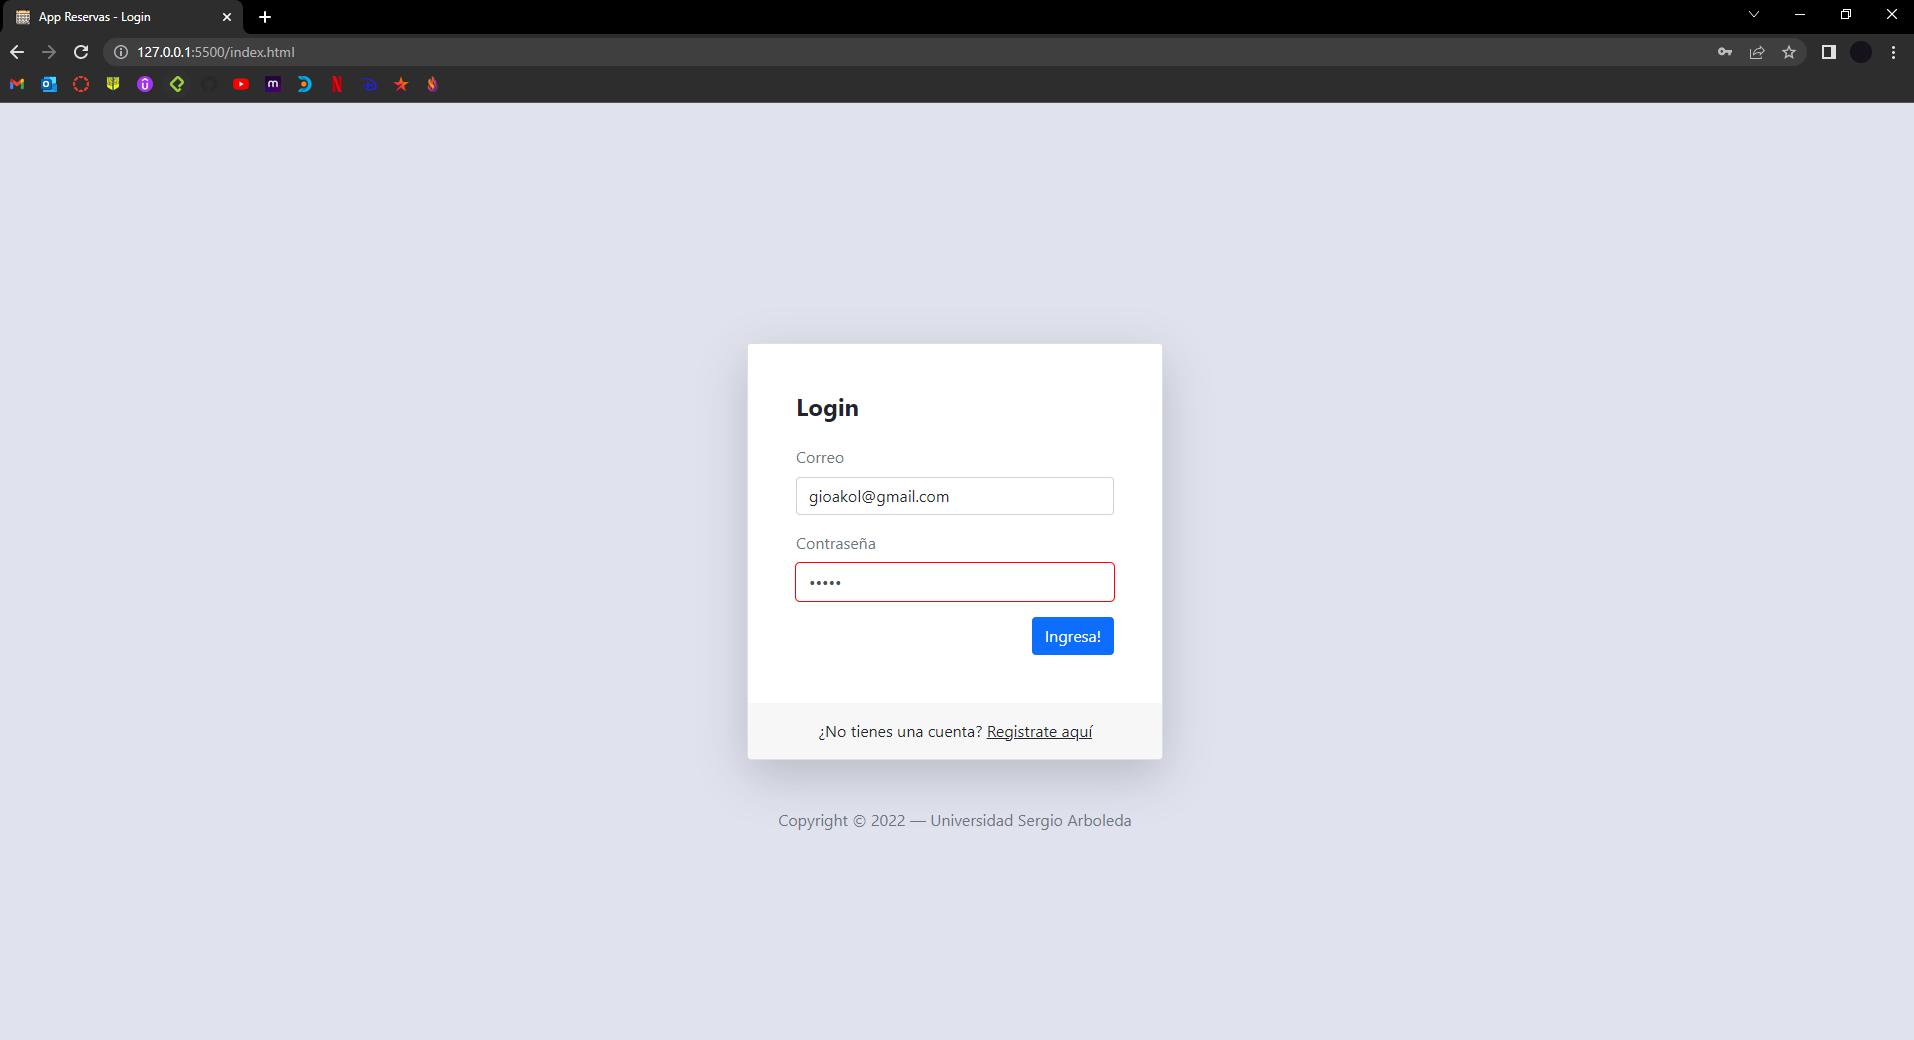 App Reservas - Login
127.0.0.1:5500/index.html
Login
Correo
gioakol@gmail.com
Contraseña
•••••
Ingresa!
¿No tienes una cuenta? Registrate aquí
Copyright © 2022 — Universidad Sergio Arboleda